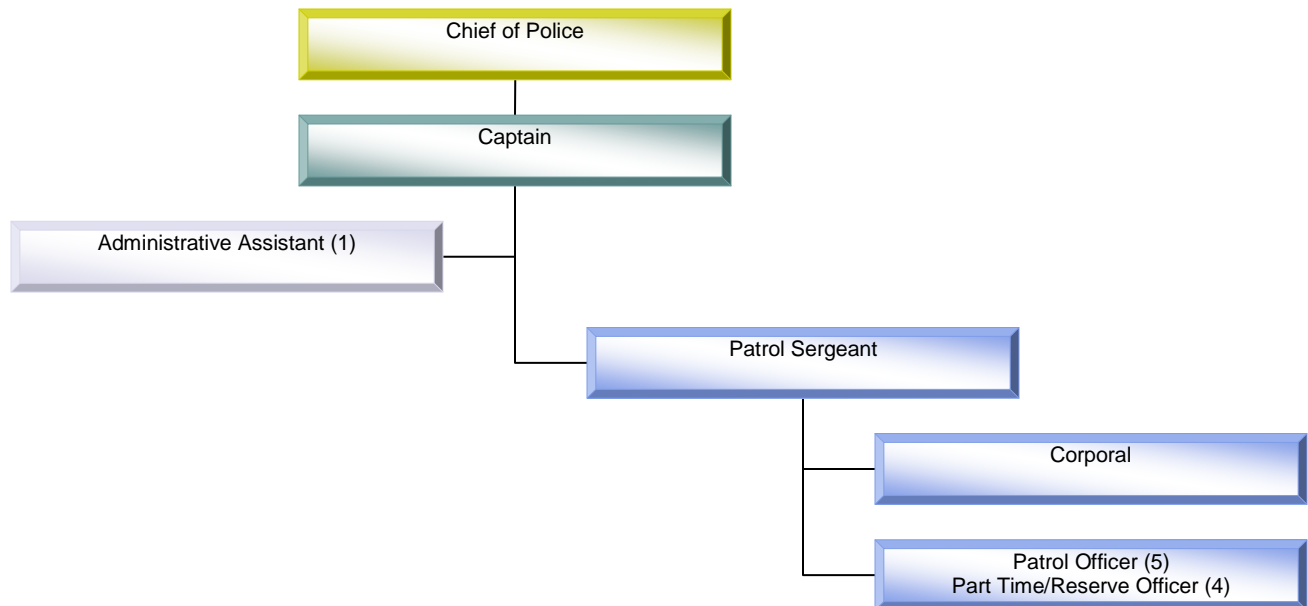 Chief of Police
Captain
Administrative Assistant (1)
Patrol Sergeant
Corporal
Patrol Officer (5)
Part Time/Reserve Officer (4)